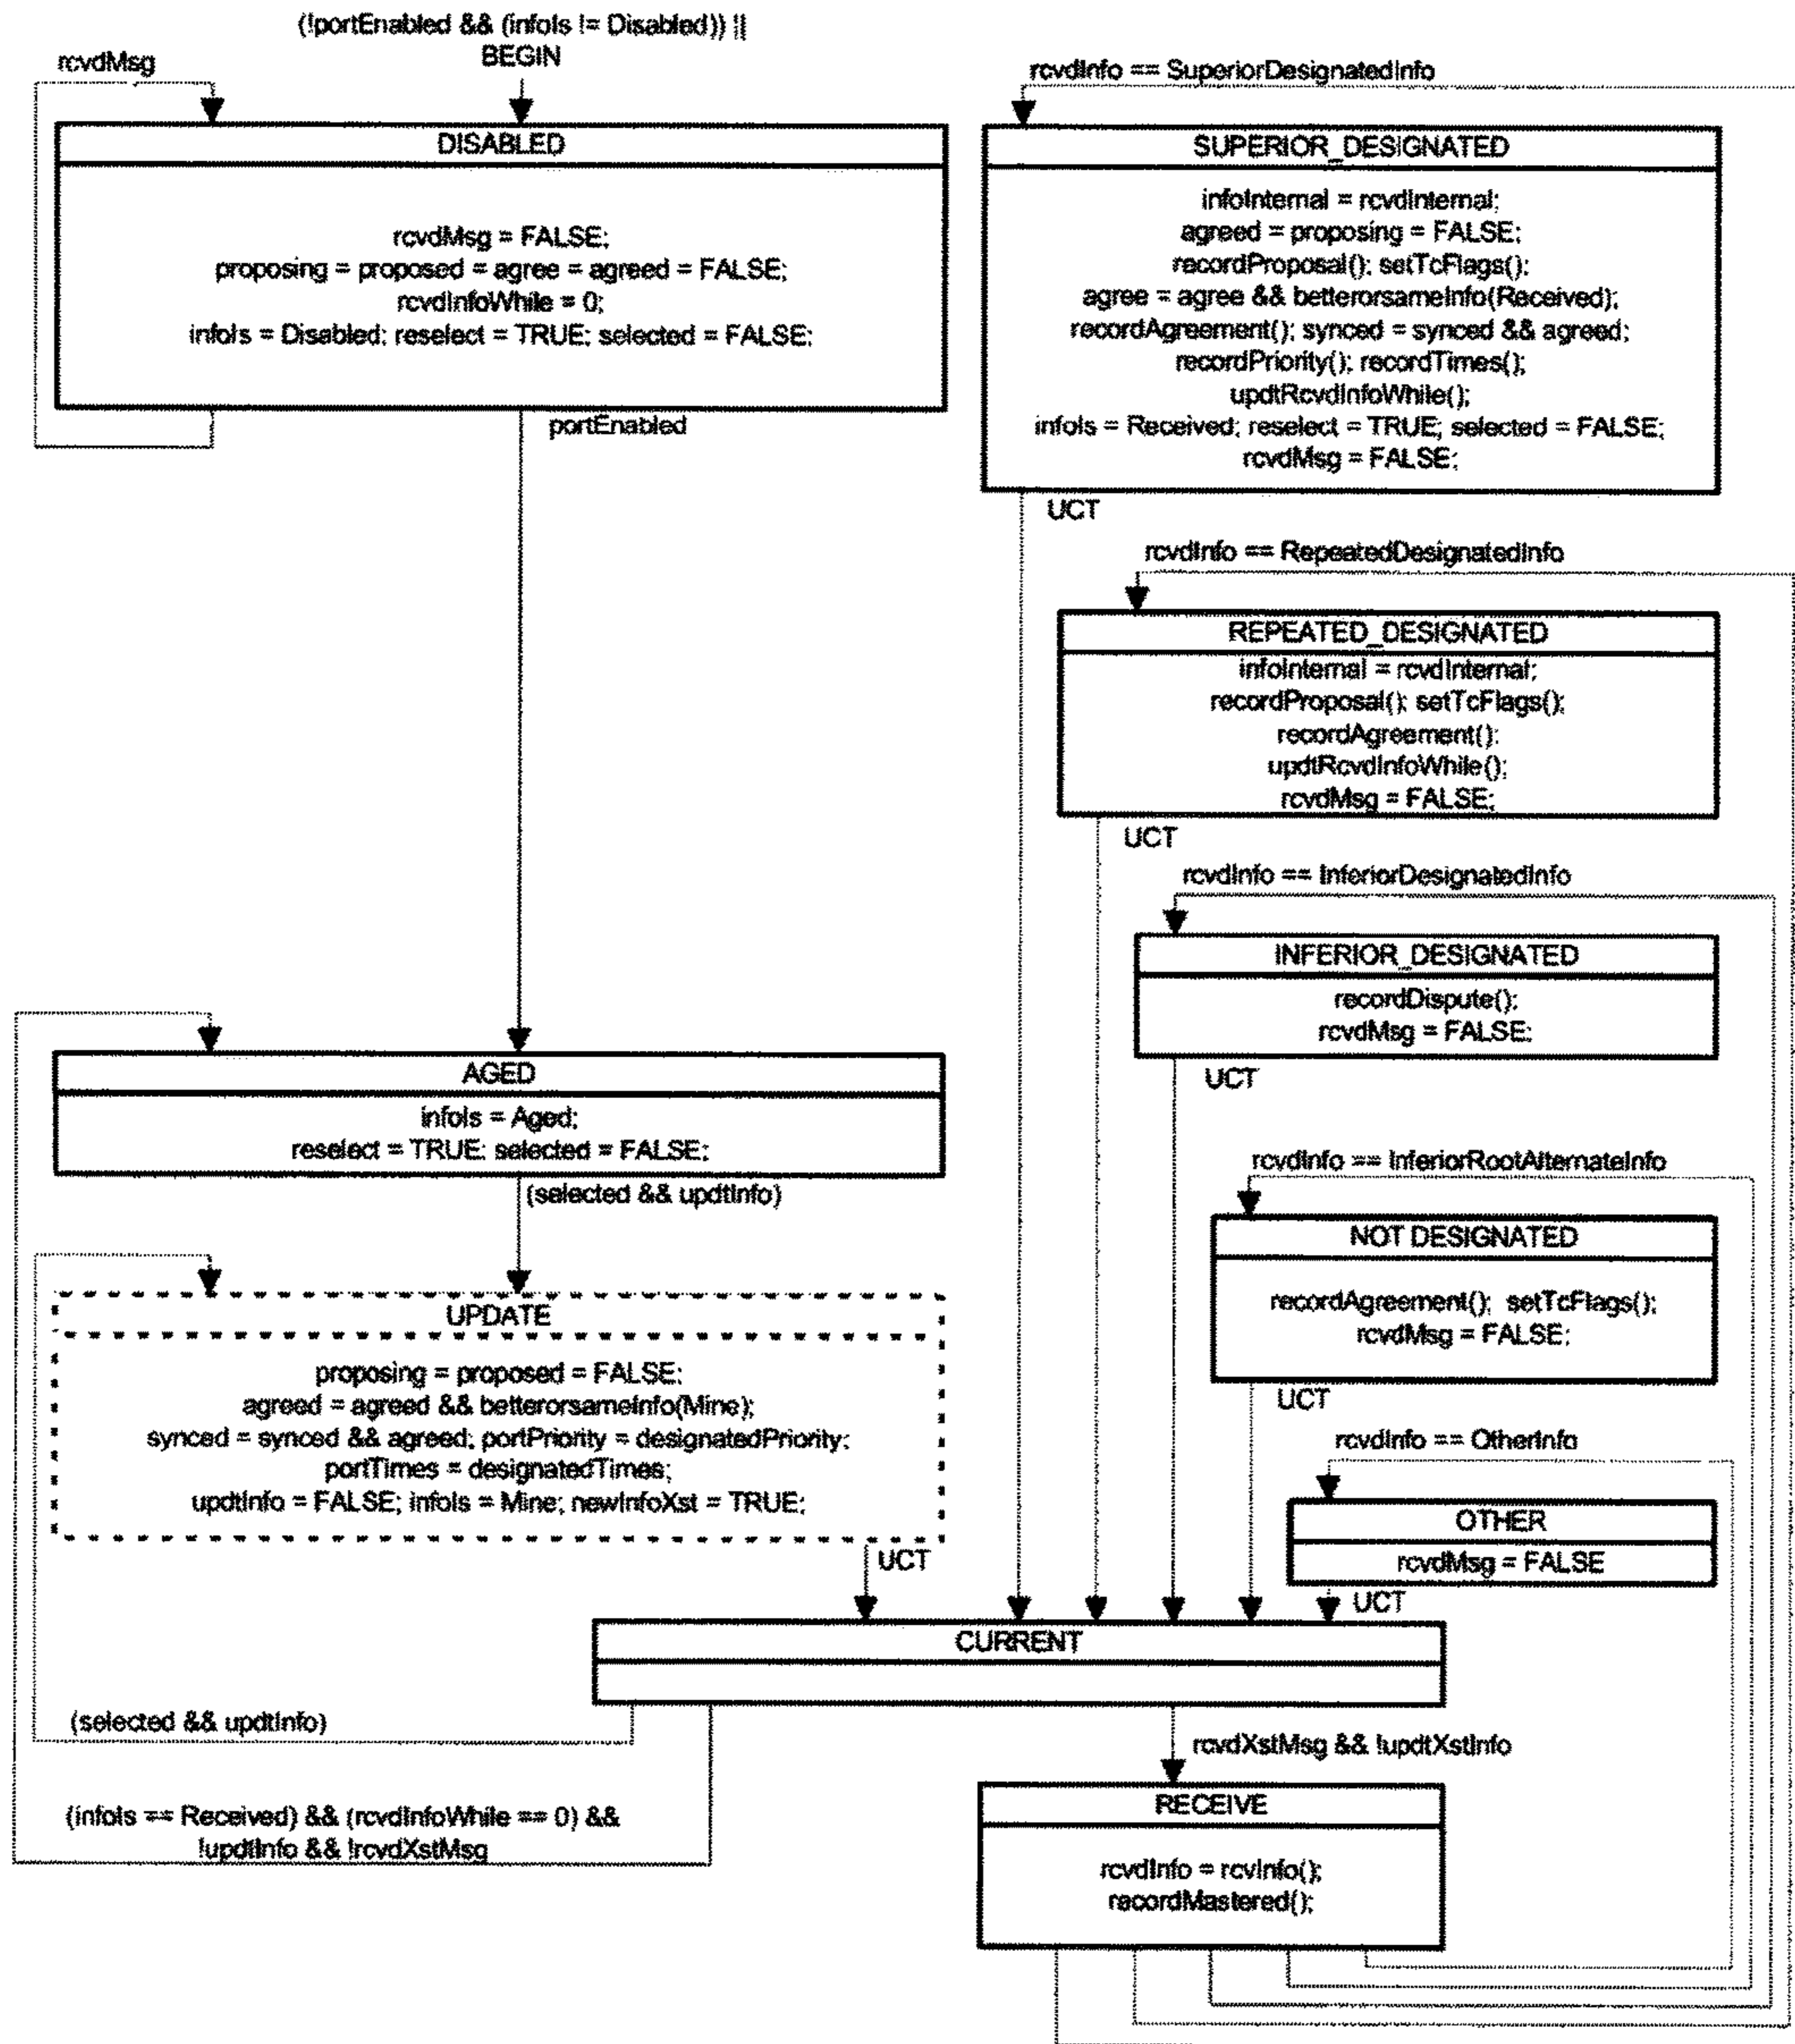 (!portEnabled && (infoIs != Disabled)) ||
BEGIN
rcvdMsg
DISABLED
rcvdMsg = FALSE;
proposing = proposed = agree = agreed = FALSE;
rcvdInfoWhile = 0;
infoIs = Disabled; reselect = TRUE; selected = FALSE;
portEnabled
AGED
infoIs = Aged;
reselect = TRUE; selected = FALSE;
(selected && updtInfo)
UPDATE
proposing = proposed = FALSE;
agreed = agreed && betterorsameInfo(Mine);
synced = synced && agreed; portPriority = designatedPriority;
portTimes = designatedTimes;
updtInfo = FALSE; infoIs = Mine; newInfoXst = TRUE;
UCT
rcvdInfo == SuperiorDesignatedInfo
SUPERIOR_DESIGNATED
infoInternal = rcvdInternal;
agreed = proposing = FALSE;
recordProposal(); setTcFlags();
agree = agree && betterorsameInfo(Received);
recordAgreement(); synced = synced && agreed;
recordPriority(); recordTimes();
updtRcvdInfoWhile();
infoIs = Received; reselect = TRUE; selected = FALSE;
rcvdMsg = FALSE;
UCT
rcvdInfo == RepeatedDesignatedInfo
REPEATED_DESIGNATED
infoInternal = rcvdInternal;
recordProposal(); setTcFlags();
recordAgreement();
updtRcvdInfoWhile();
rcvdMsg = FALSE;
UCT
rcvdInfo == InferiorDesignatedInfo
INFERIOR_DESIGNATED
recordDispute();
rcvdMsg = FALSE;
UCT
rcvdInfo == InferiorRootAlternateInfo
NOT DESIGNATED
recordAgreement(); setTcFlags();
rcvdMsg = FALSE;
UCT
rcvdInfo == OtherInfo
OTHER
rcvdMsg = FALSE
UCT
CURRENT
(selected && updtInfo)
(infoIs == Received) && (rcvdInfoWhile == 0) &&
!updtInfo && !rcvdXstMsg
rcvdXstMsg && !updtXstInfo
RECEIVE
rcvdInfo = rcvInfo();
recordMastered();